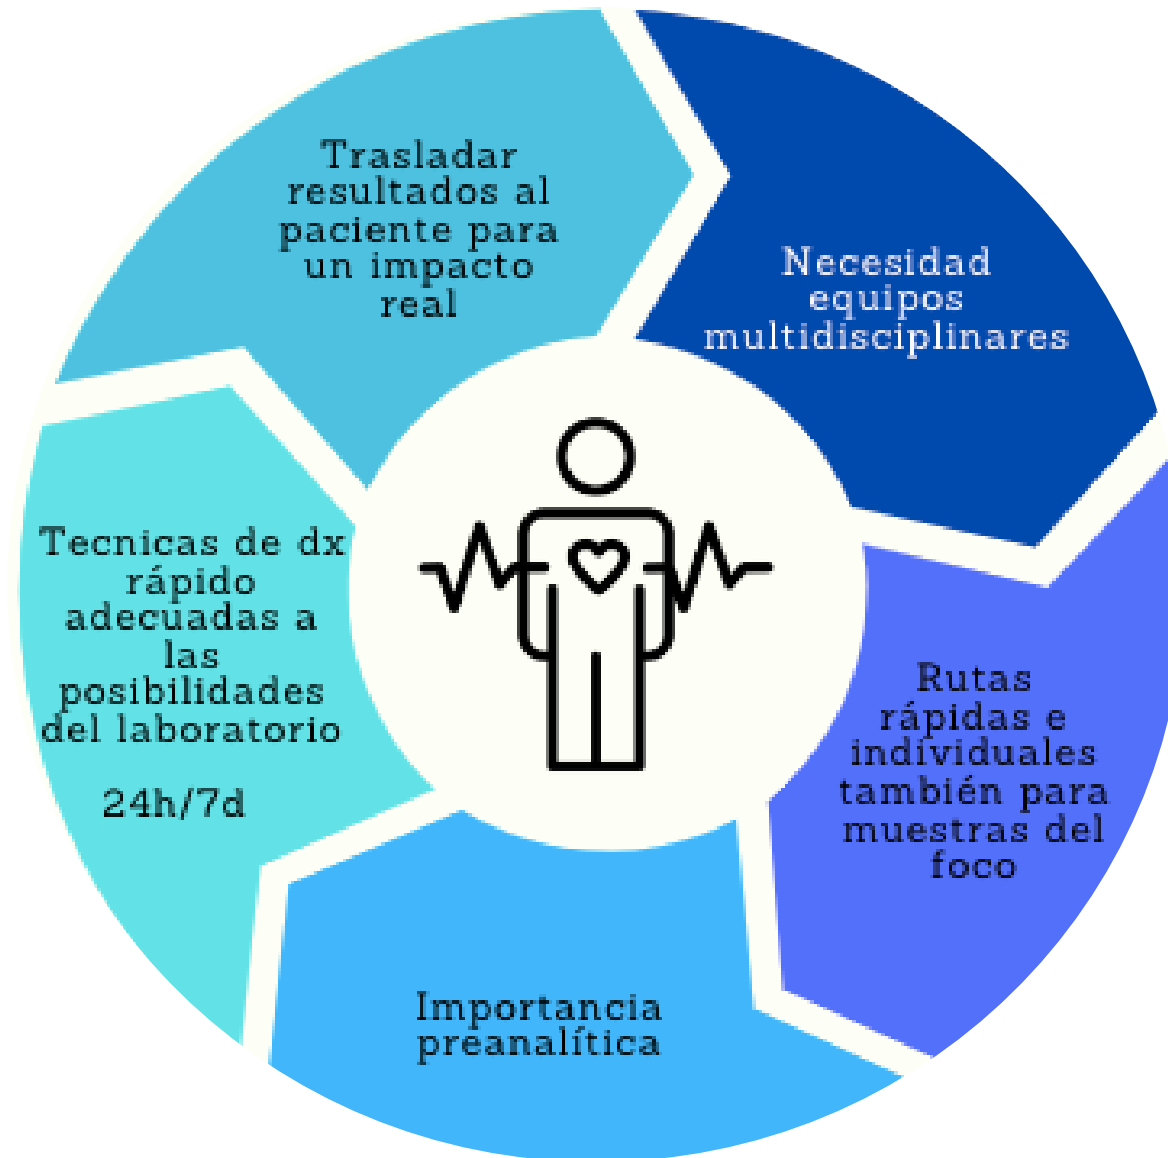 Trasladar
resultados al
paciente para
un impacto
real
Necesidad
equipos
multidisciplinares
Rutas
rápidas e
individuales
también para
muestras del
foco
Importancia
preanalítica
Tecnicas de dx
rápido
adecuadas a
las
posibilidades
del laboratorio
24h/7d